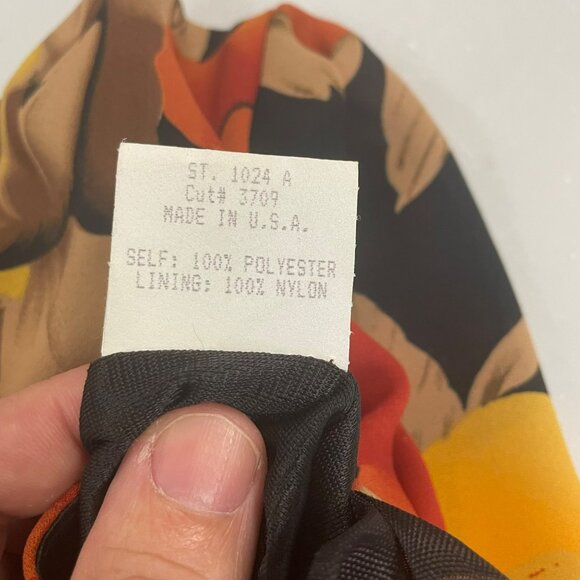 ST. 1024 A
Cut# 3709
MADE IN U.S.A.
SELF: 100% POLYESTER
LINING: 100% NYLON